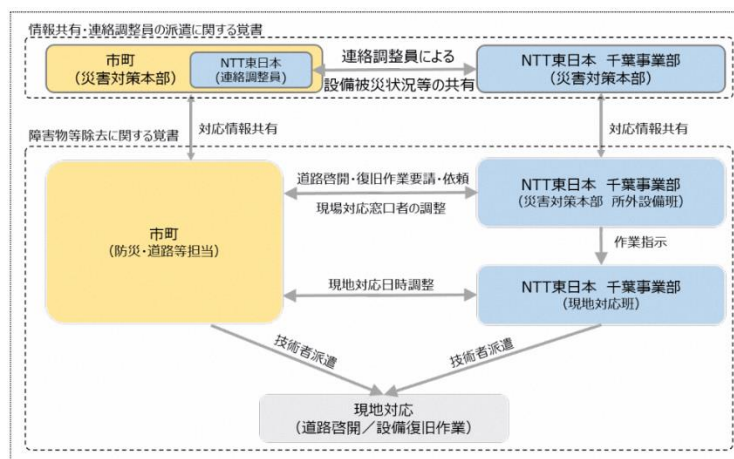 情報共有・連絡調整員の派遣に関する覚書
市町
(災害対策本部)
NTT東日本
(連絡調整員)
連絡調整員による
設備被災状況等の共有
NTT東日本 千葉事業部
(災害対策本部)
対応情報共有
対応情報共有
障害物等除去に関する覚書
市町
(防災・道路等担当)
道路啓開・復旧作業要請・依頼
現場対応窓口者の調整
NTT東日本 千葉事業部
(災害対策本部 所外設備班)
作業指示
現地対応日時調整
NTT東日本 千葉事業部
(現地対応班)
技術者派遣
技術者派遣
現地対応
(道路啓開/設備復旧作業)